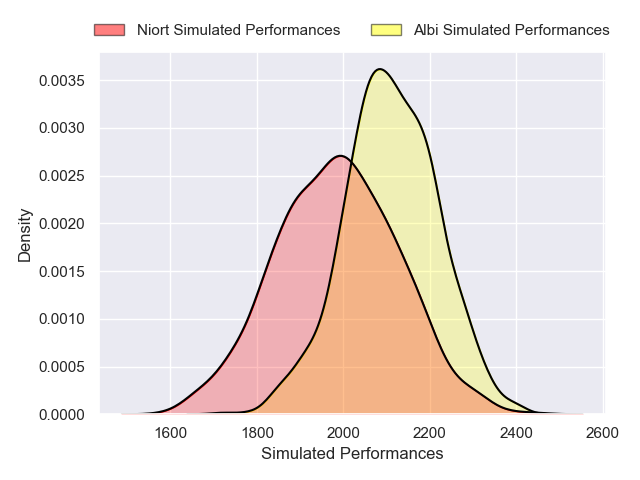 Niort Simulated Performances Albi Simulated Performances
0.0035
0.0030
0.0025
0.0020
0.0015
0.0010
0.0005
0.0000
Density
1600 1800 2000 2200 2400 2600
Simulated Performances